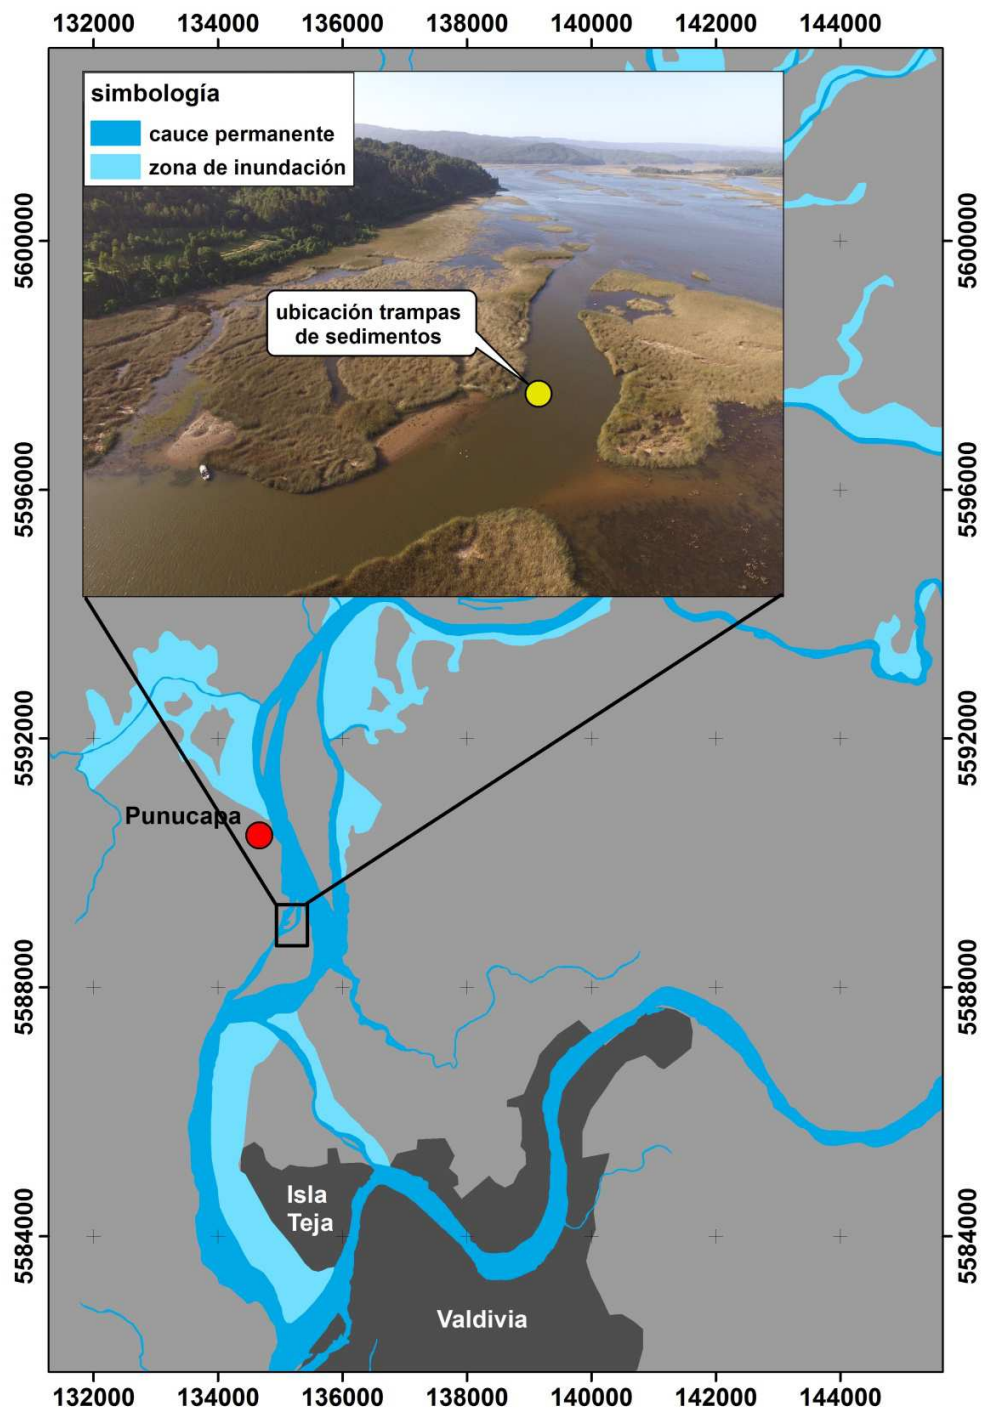 132000 134000 136000 138000 140000 142000 144000
simbología
cauce permanente
zona de inundación
ubicación trampas
de sedimentos
5600000 5600000
5596000 5596000
5592000 5592000
Punucapa
5588000 5588000
Isla
Teja
5584000 5584000
Valdivia
132000 134000 136000 138000 140000 142000 144000